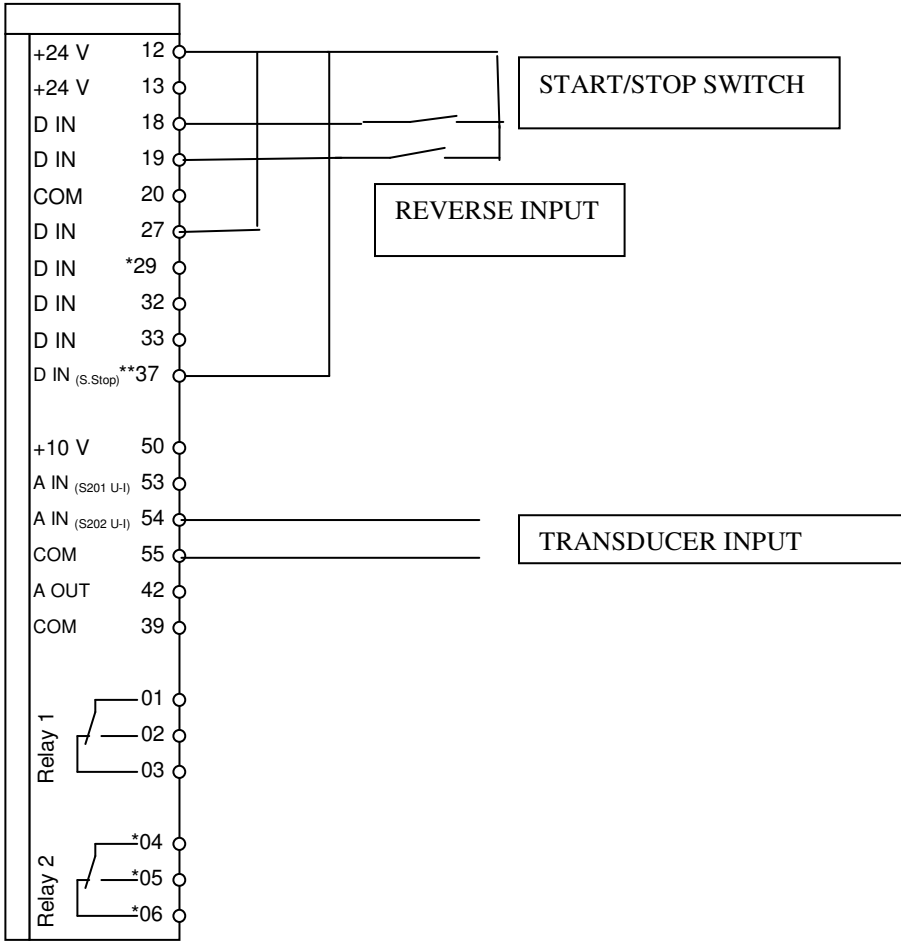 +24 V 12
+24 V 13
D IN 18
D IN 19
COM 20
D IN 27
D IN *29
D IN 32
D IN 33
D IN (S.Stop) **37
+10 V 50
A IN (S201 U-I) 53
A IN (S202 U-I) 54
COM 55
A OUT 42
COM 39
Relay 1
01
02
03
Relay 2
*04
*05
*06
START/STOP SWITCH
REVERSE INPUT
TRANSDUCER INPUT